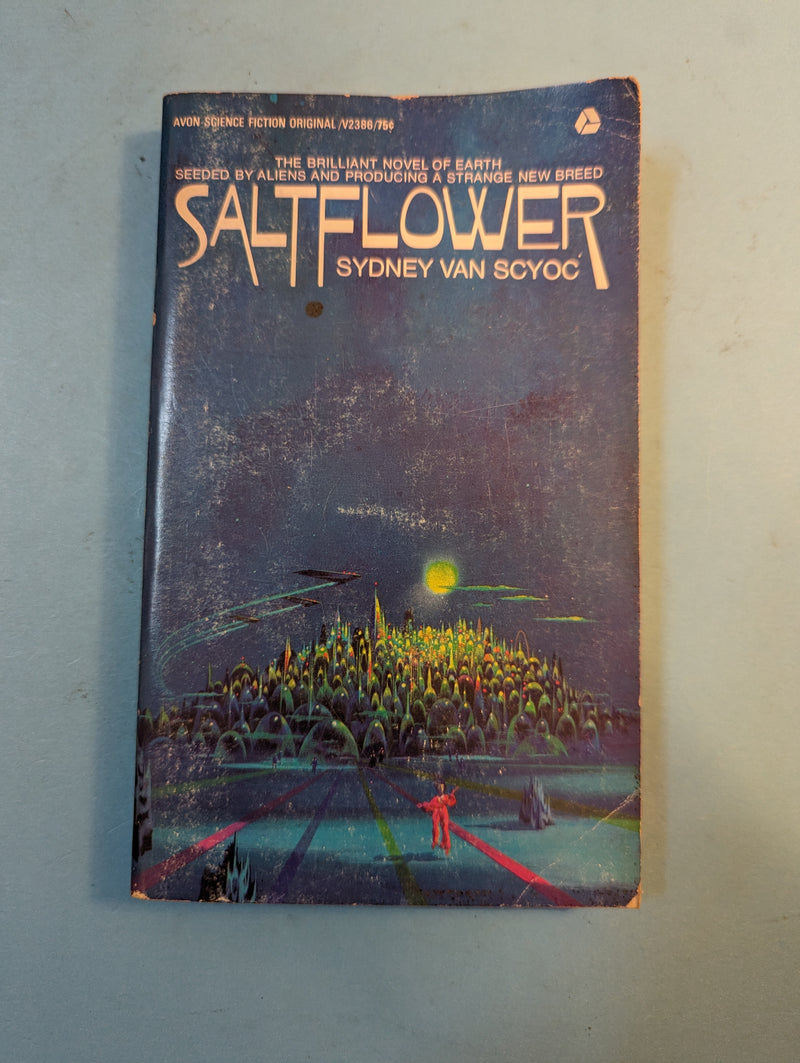 AVON SCIENCE FICTION ORIGINAL/V2386/75¢
THE BRILLIANT NOVEL OF EARTH
SEEDED BY ALIENS AND PRODUCING A STRANGE NEW BREED
SALTFLOWER
SYDNEY VAN SCYOC